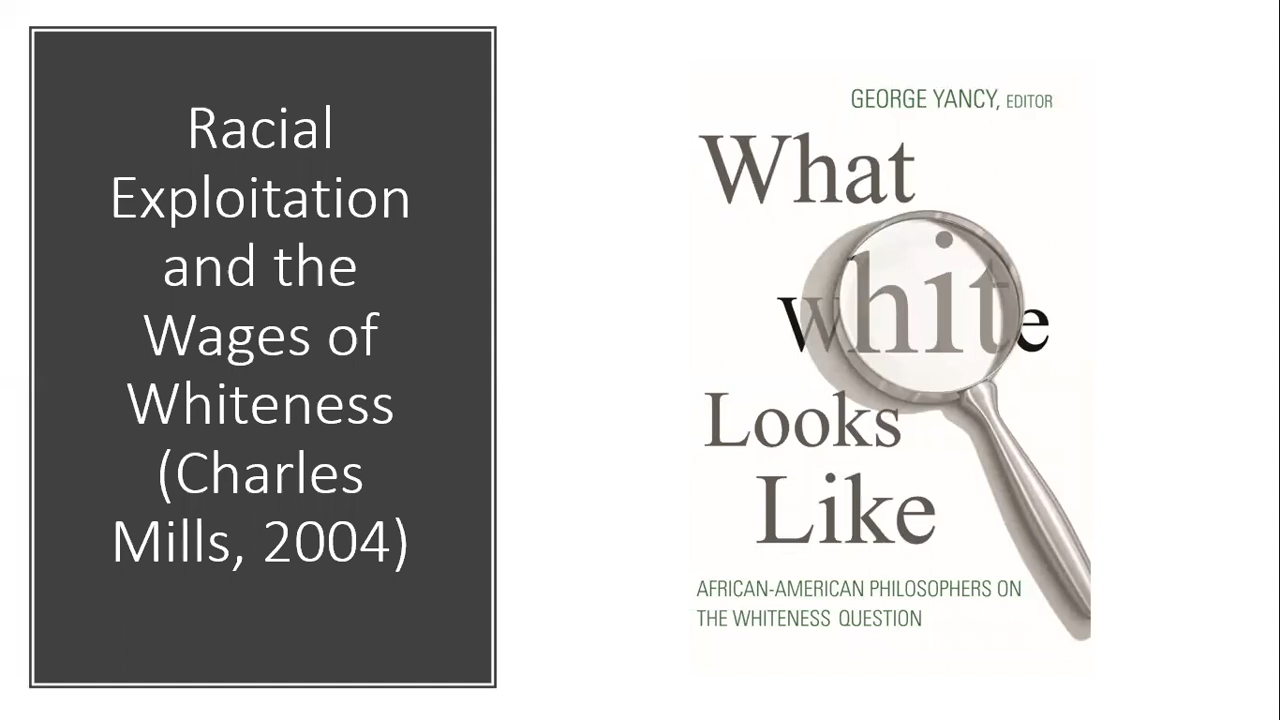 Racial
Exploitation
and the
Wages of
Whiteness
(Charles
Mills, 2004)
GEORGE YANCY, EDITOR
What
white
Looks
Like
AFRICAN-AMERICAN PHILOSOPHERS ON
THE WHITENESS QUESTION